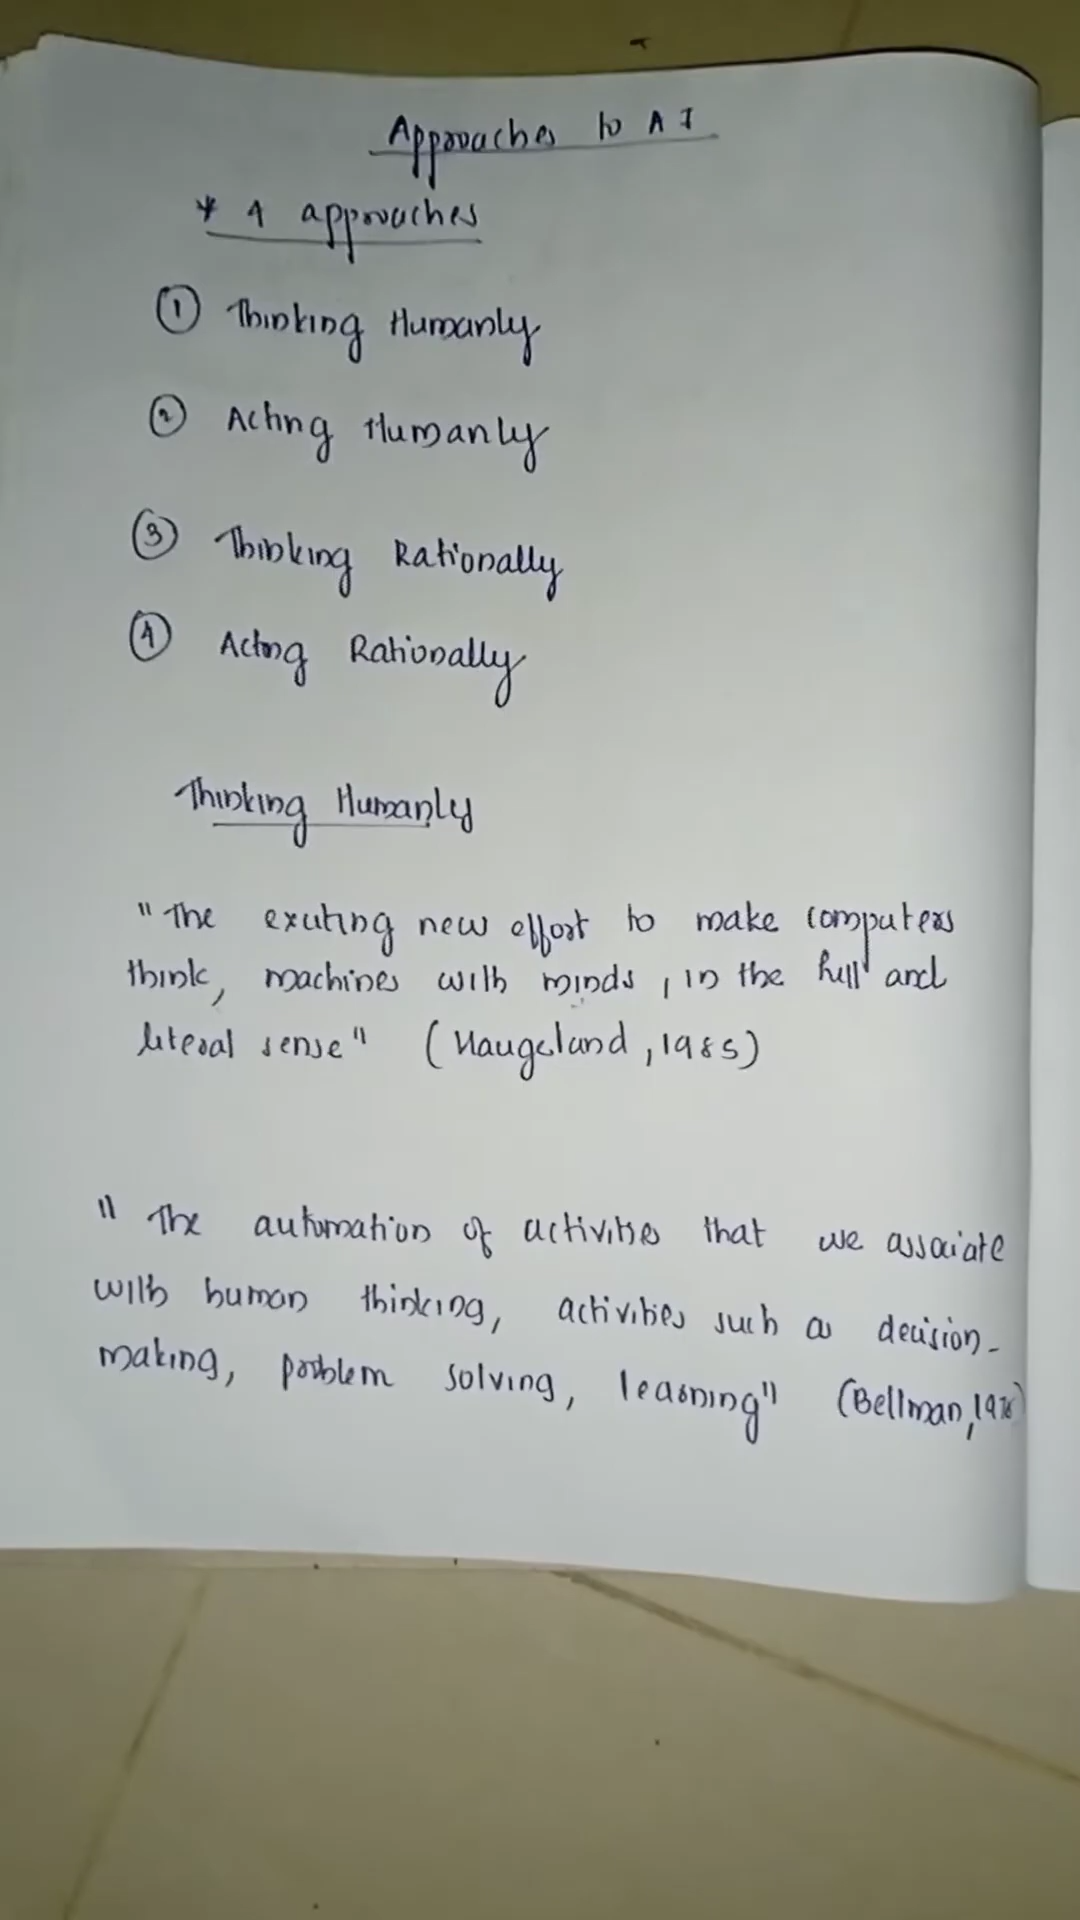 Approaches to AI
* 4 approaches
① Thinking Humanly
② Acting Humanly
③ Thinking Rationally
④ Acting Rationally
Thinking Humanly
"The exciting new effort to make computers
think, machines with minds, in the full and
literal sense" (Haugeland, 1985)
"The automation of activities that we associate
with human thinking, activities such as decision-
making, problem solving, learning" (Bellman,